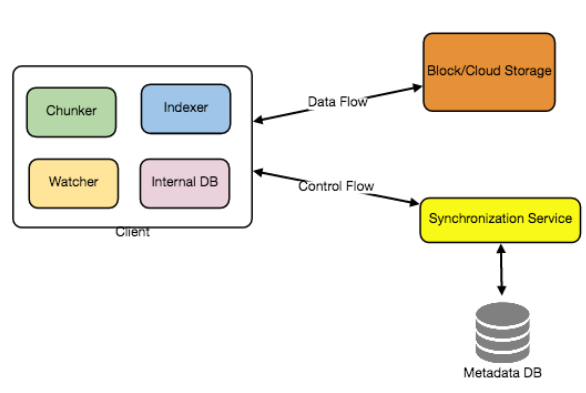 Block/Cloud Storage
Data Flow
Chunker
Indexer
Watcher
Internal DB
Control Flow
Client
Synchronization Service
Metadata DB